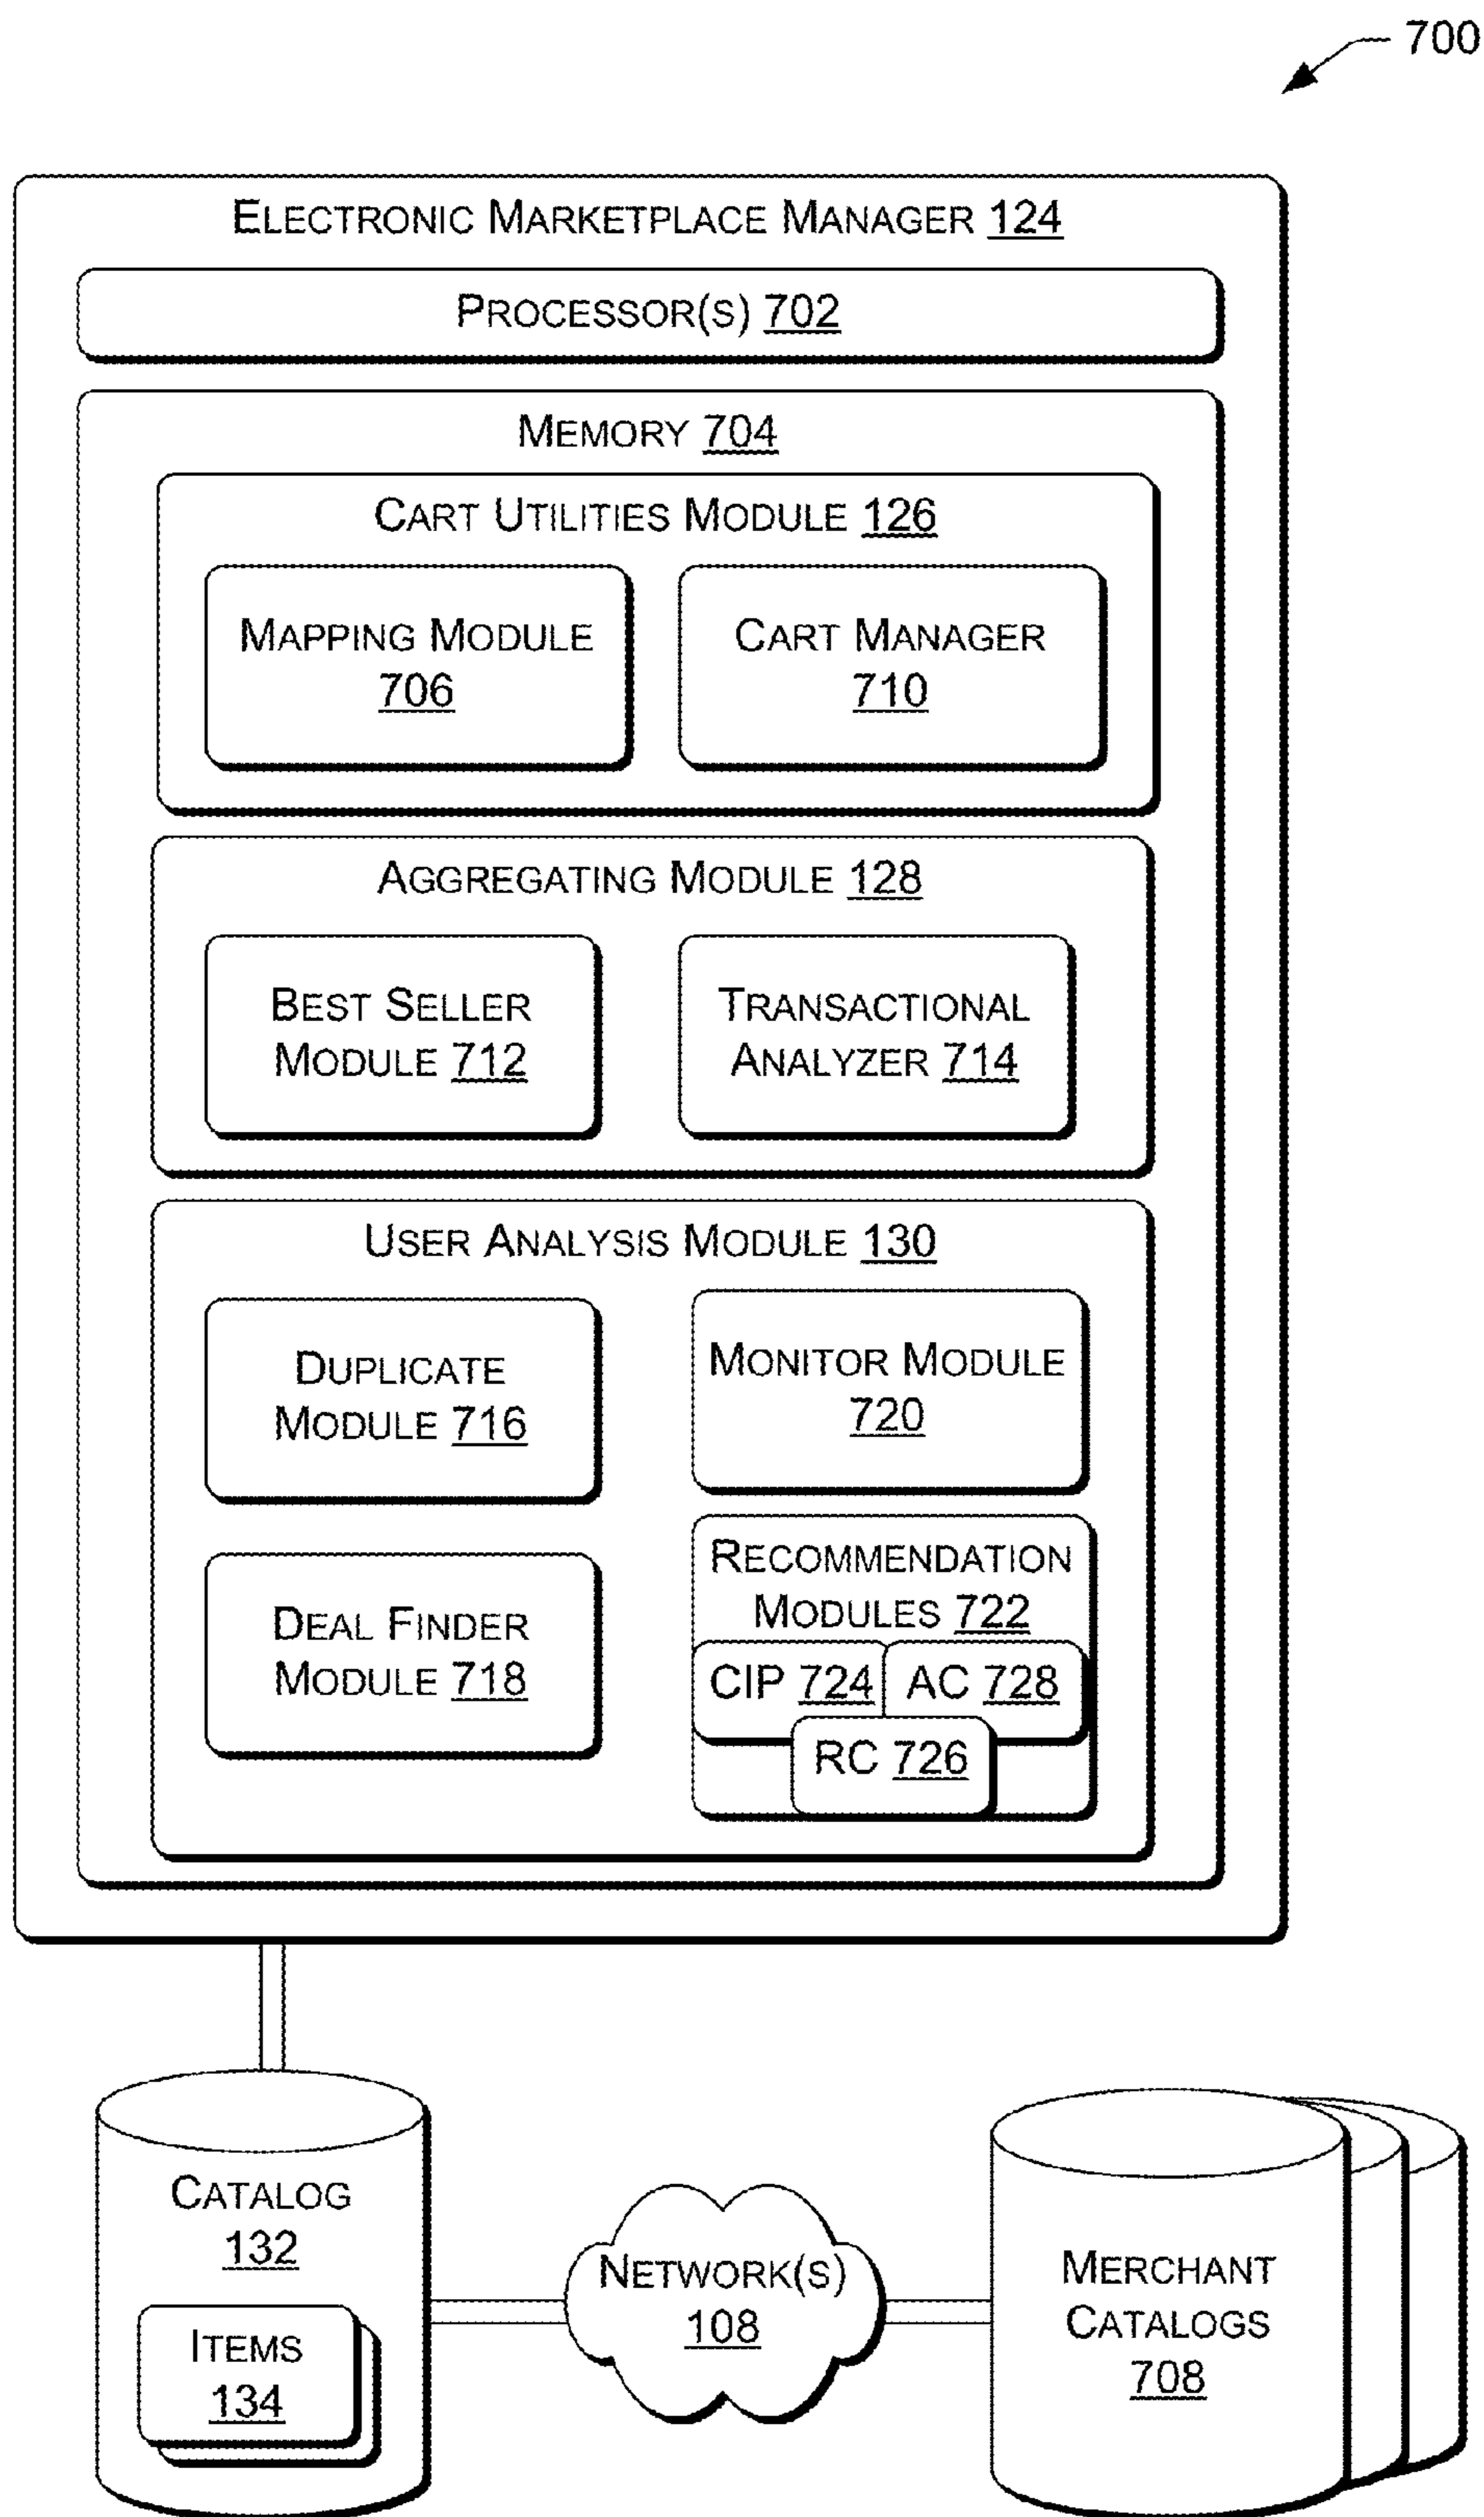 700
ELECTRONIC MARKETPLACE MANAGER 124
PROCESSOR(S) 702
MEMORY 704
CART UTILITIES MODULE 126
MAPPING MODULE
706
CART MANAGER
710
AGGREGATING MODULE 128
BEST SELLER
MODULE 712
TRANSACTIONAL
ANALYZER 714
USER ANALYSIS MODULE 130
DUPLICATE
MODULE 716
MONITOR MODULE
720
DEAL FINDER
MODULE 718
RECOMMENDATION
MODULES 722
CIP 724
AC 728
RC 726
CATALOG
132
ITEMS
134
NETWORK(S)
108
MERCHANT
CATALOGS
708